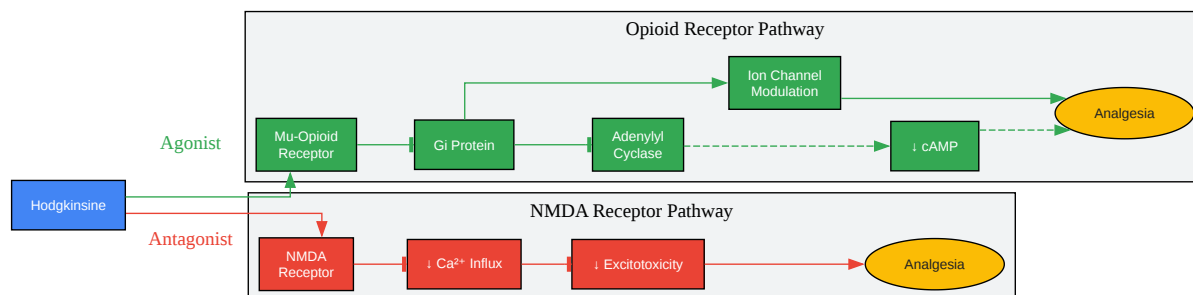 Opioid Receptor Pathway
Ion Channel
Modulation
Analgesia
Agonist
Mu-Opioid
Receptor
Gi Protein
Adenylyl
Cyclase
↓ cAMP
Hodgkinsine
NMDA Receptor Pathway
Antagonist
NMDA
Receptor
↓ Ca²⁺ Influx
↓ Excitotoxicity
Analgesia